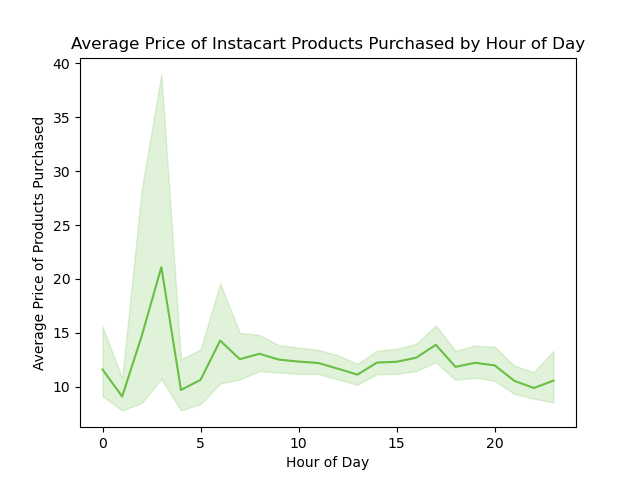 Average Price of Instacart Products Purchased by Hour of Day
Average Price of Products Purchased
40
35
30
25
20
15
10
0 5 10 15 20
Hour of Day